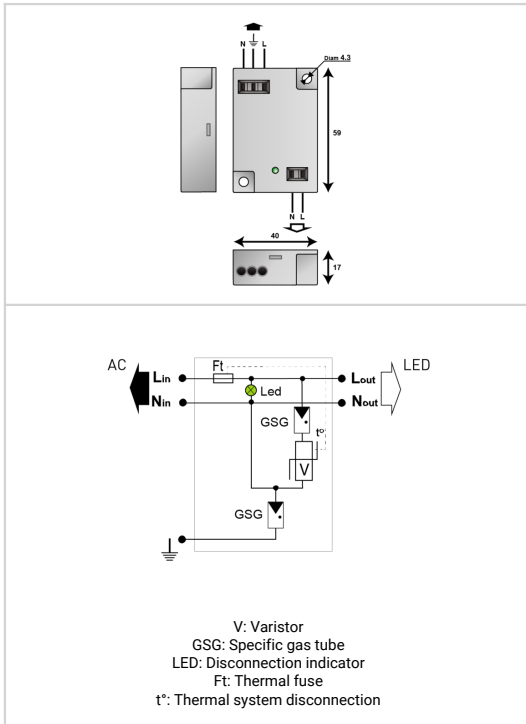 N L
Diam 4.3
59
N L
40
17
AC Lin Ft Lout LED
Nin Led Nout
GSG
t°
V
GSG
V: Varistor
GSG: Specific gas tube
LED: Disconnection indicator
Ft: Thermal fuse
t°: Thermal system disconnection